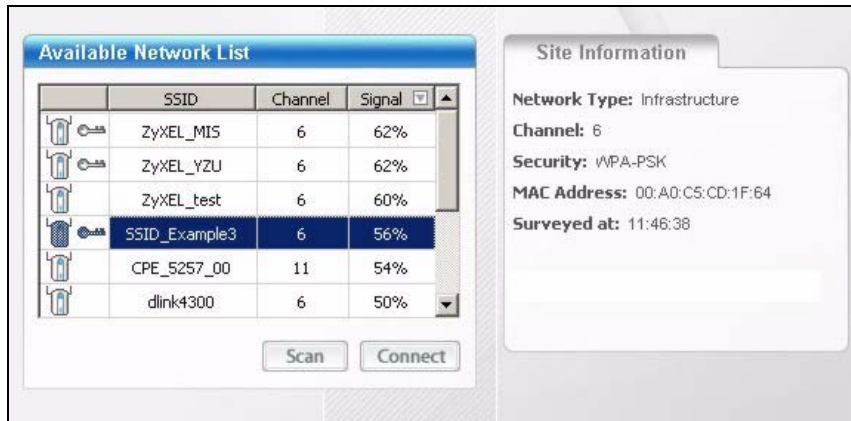 Available Network List
SSID Channel Signal
ZyXEL_MIS 6 62%
ZyXEL_YZU 6 62%
ZyXEL_test 6 60%
SSID_Example3 6 56%
CPE_5257_00 11 54%
dlink4300 6 50%
Scan Connect
Site Information
Network Type: Infrastructure
Channel: 6
Security: WPA-PSK
MAC Address: 00:A0:C5:CD:1F:64
Surveyed at: 11:46:38